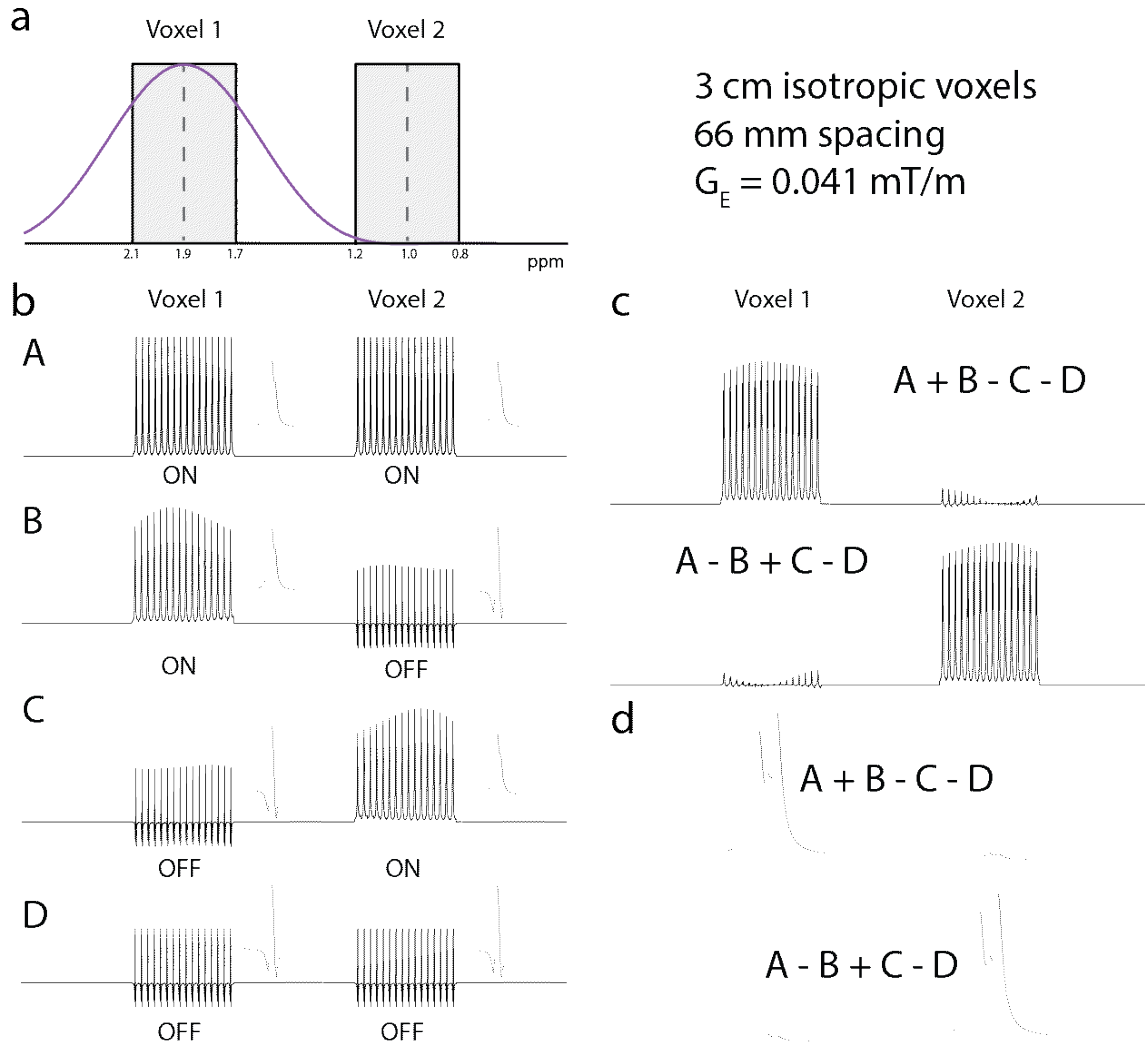 a
Voxel 1 Voxel 2
2.1 1.9 1.7 1.2 1.0 0.8
ppm
3 cm isotropic voxels
66 mm spacing
G_E = 0.041 mT/m
b
Voxel 1 Voxel 2
A
ON ON
B
ON OFF
C
OFF ON
D
OFF OFF
c
Voxel 1 Voxel 2
A + B - C - D
A - B + C - D
d
A + B - C - D
A - B + C - D